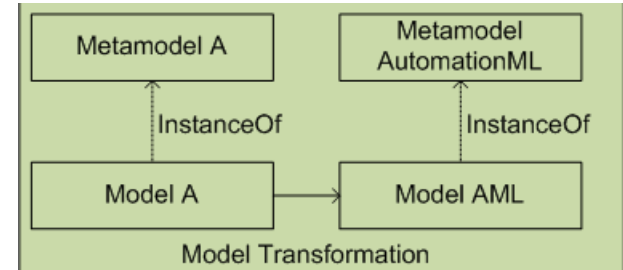 Metamodel A
Metamodel
AutomationML
InstanceOf
InstanceOf
Model A
Model AML
Model Transformation